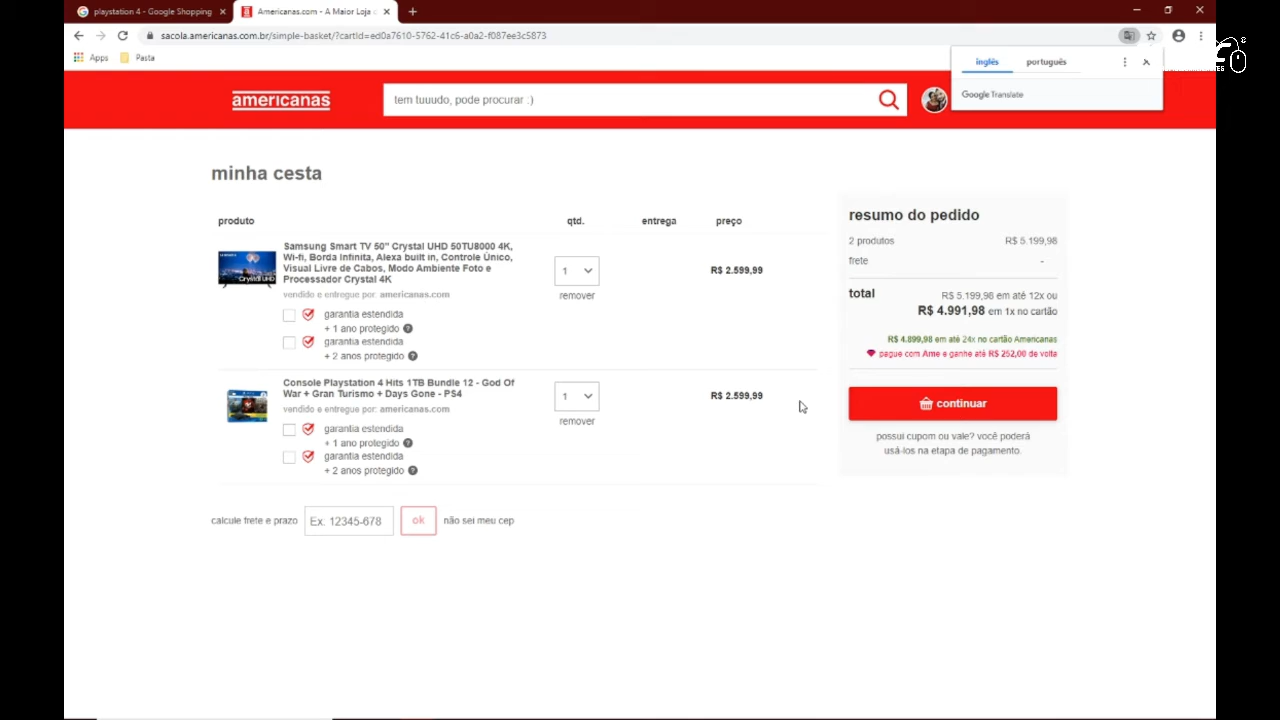 playstation 4 - Google Shopping
Americanas.com - A Maior Loja d
sacola.americanas.com.br/simple-basket/?cartId=ed0a7610-5762-41c6-a0a2-f087ee3c5873
Apps
Pasta
inglês
português
Google Translate
americanas
tem tuuudo, pode procurar :)
minha cesta
produto
qtd.
entrega
preço
Samsung Smart TV 50" Crystal UHD 50TU8000 4K,
Wi-fi, Borda Infinita, Alexa built in, Controle Único,
Visual Livre de Cabos, Modo Ambiente Foto e
Processador Crystal 4K
vendido e entregue por: americanas.com
1
remover
R$ 2.599,99
garantia estendida
+ 1 ano protegido
garantia estendida
+ 2 anos protegido
Console Playstation 4 Hits 1TB Bundle 12 - God Of
War + Gran Turismo + Days Gone - PS4
vendido e entregue por: americanas.com
1
remover
R$ 2.599,99
garantia estendida
+ 1 ano protegido
garantia estendida
+ 2 anos protegido
calcule frete e prazo
Ex: 12345-678
ok
não sei meu cep
resumo do pedido
2 produtos R$ 5.199,98
frete -
total R$ 5.199,98 em até 12x ou
R$ 4.991,98 em 1x no cartão
R$ 4.899,98 em até 24x no cartão Americanas
pague com Ame e ganhe até R$ 252,00 de volta
continuar
possui cupom ou vale? você poderá
usá-los na etapa de pagamento.